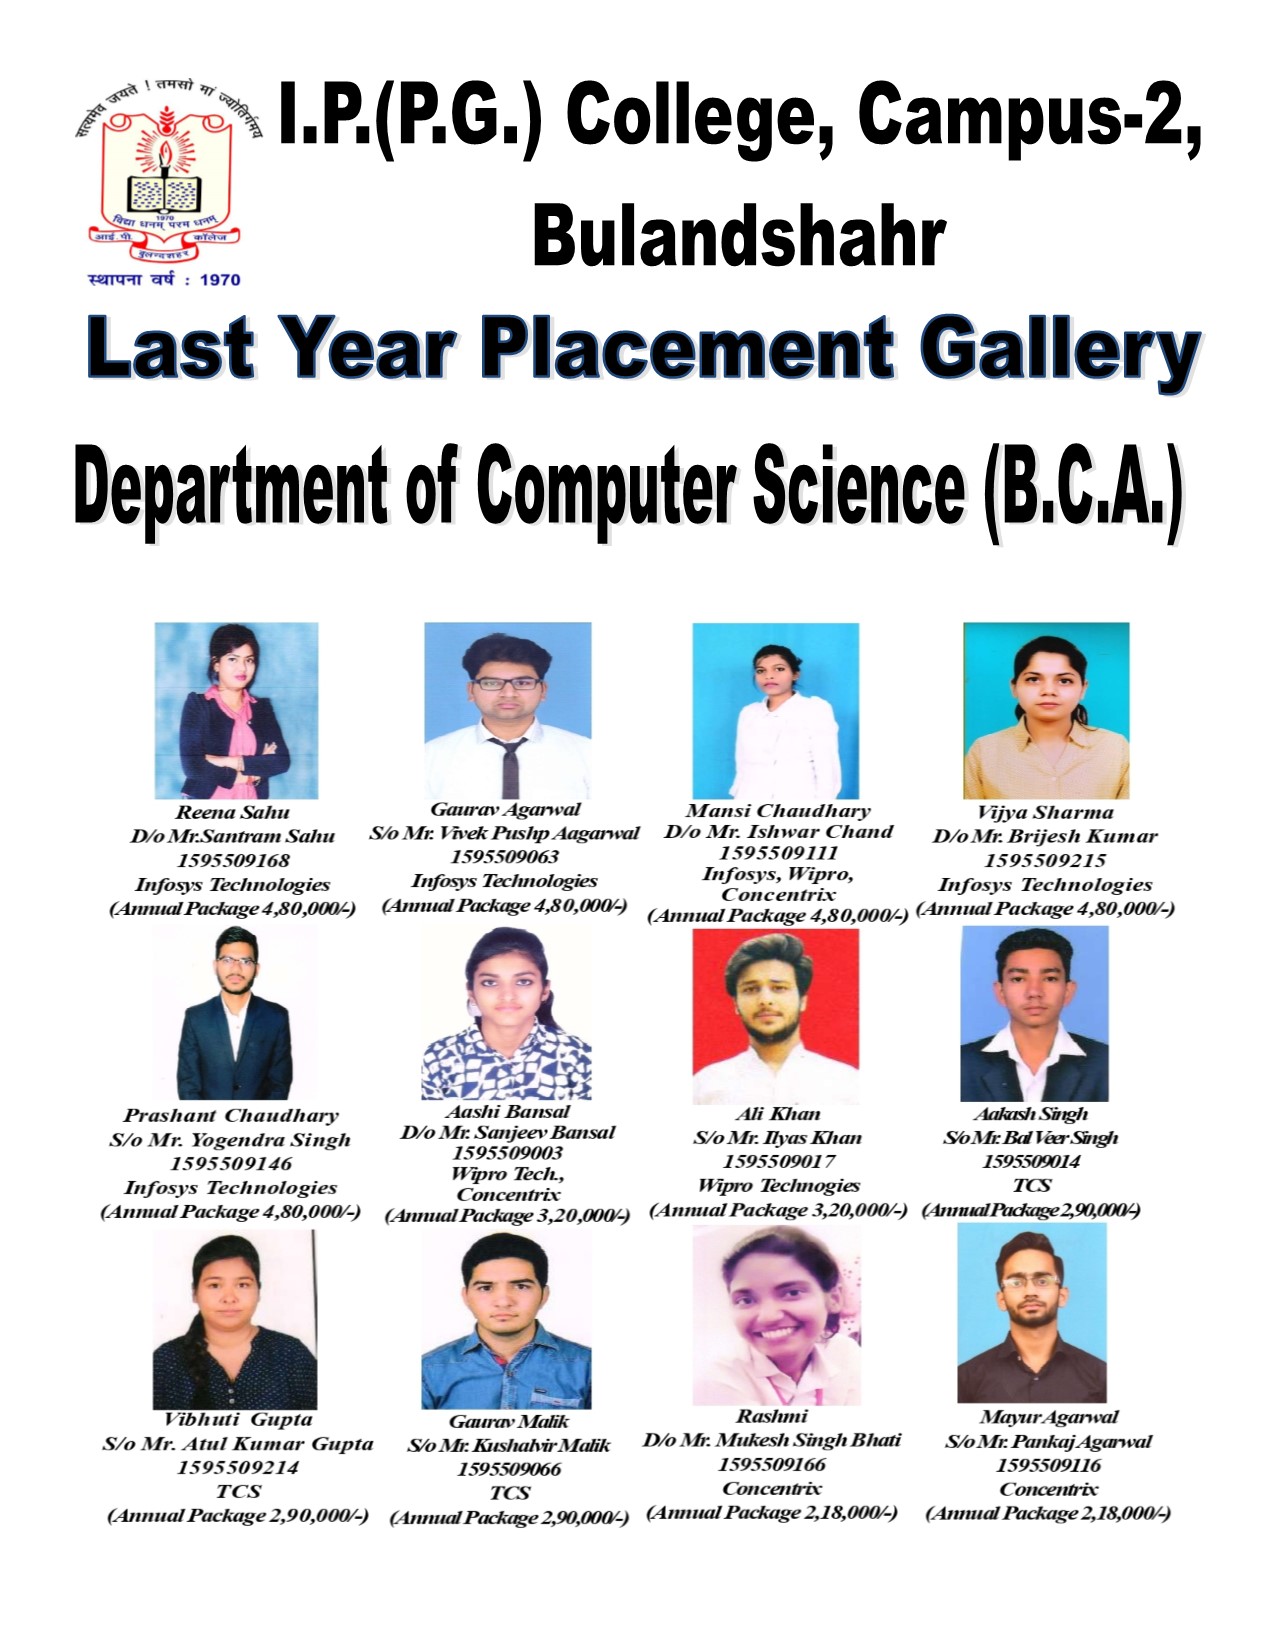 सत्यमेव जयते ! तमसो मां ज्योतिर्गमय
I.P.(P.G.) College, Campus-2,
Bulandshahr
1970
विद्या धनम् परम धनम्
आई.पी. कॉलेज
बुलन्दशहर
स्थापना वर्ष : 1970
Last Year Placement Gallery
Department of Computer Science (B.C.A.)
Reena Sahu
D/o Mr.Santram Sahu
1595509168
Infosys Technologies
(Annual Package 4,80,000/-)
Gaurav Agarwal
S/o Mr. Vivek Pushp Aagarwal
1595509063
Infosys Technologies
(Annual Package 4,80,000/-)
Mansi Chaudhary
D/o Mr. Ishwar Chand
1595509111
Infosys, Wipro,
Concentrix
(Annual Package 4,80,000/-)
Vijya Sharma
D/o Mr. Brijesh Kumar
1595509215
Infosys Technologies
(Annual Package 4,80,000/-)
Prashant Chaudhary
S/o Mr. Yogendra Singh
1595509146
Infosys Technologies
(Annual Package 4,80,000/-)
Aashi Bansal
D/o Mr. Sanjeev Bansal
1595509003
Wipro Tech.,
Concentrix
(Annual Package 3,20,000/-)
Ali Khan
S/o Mr. Ilyas Khan
1595509017
Wipro Technogies
(Annual Package 3,20,000/-)
Aakash Singh
S/o Mr. Bal Veer Singh
1595509014
TCS
(Annual Package 2,90,000/-)
Vibhuti Gupta
S/o Mr. Atul Kumar Gupta
1595509214
TCS
(Annual Package 2,90,000/-)
Gaurav Malik
S/o Mr. Kushalvir Malik
1595509066
TCS
(Annual Package 2,90,000/-)
Rashmi
D/o Mr. Mukesh Singh Bhati
1595509166
Concentrix
(Annual Package 2,18,000/-)
Mayur Agarwal
S/o Mr. Pankaj Agarwal
1595509116
Concentrix
(Annual Package 2,18,000/-)